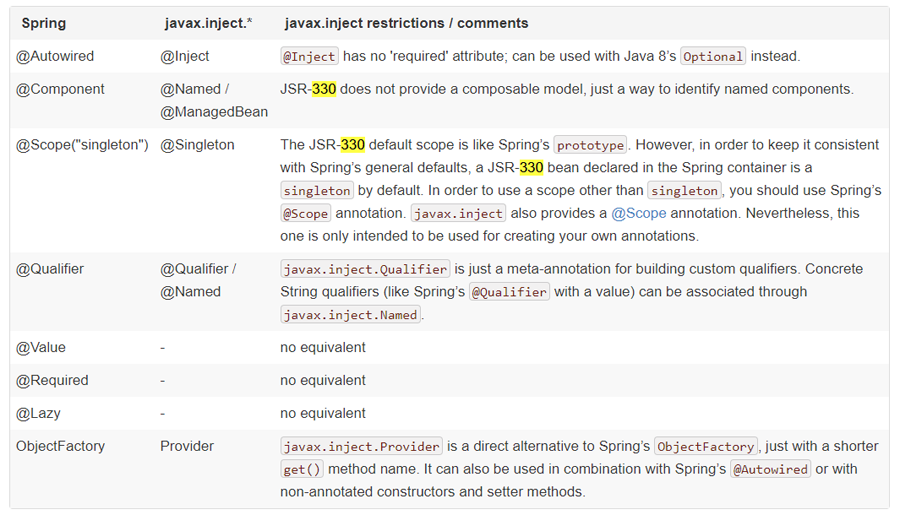 Spring javax.inject.* javax.inject restrictions / comments
@Autowired @Inject @Inject has no 'required' attribute; can be used with Java 8’s Optional instead.
@Component @Named / JSR-330 does not provide a composable model, just a way to identify named components.
@ManagedBean
@Scope("singleton") @Singleton The JSR-330 default scope is like Spring’s prototype. However, in order to keep it consistent
with Spring’s general defaults, a JSR-330 bean declared in the Spring container is a
singleton by default. In order to use a scope other than singleton, you should use Spring’s
@Scope annotation. javax.inject also provides a @Scope annotation. Nevertheless, this
one is only intended to be used for creating your own annotations.
@Qualifier @Qualifier / javax.inject.Qualifier is just a meta-annotation for building custom qualifiers. Concrete
@Named String qualifiers (like Spring’s @Qualifier with a value) can be associated through
javax.inject.Named.
@Value - no equivalent
@Required - no equivalent
@Lazy - no equivalent
ObjectFactory Provider javax.inject.Provider is a direct alternative to Spring’s ObjectFactory, just with a shorter
get() method name. It can also be used in combination with Spring’s @Autowired or with
non-annotated constructors and setter methods.